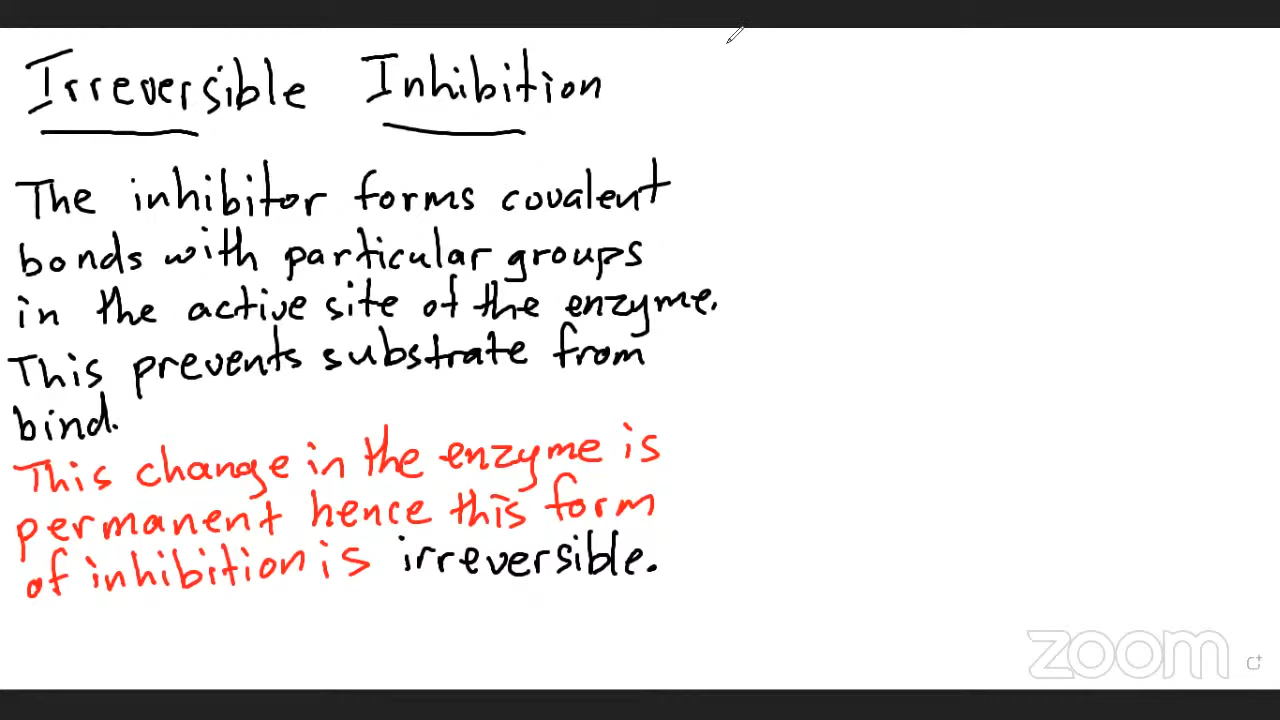 Irreversible Inhibition
The inhibitor forms covalent
bonds with particular groups
in the active site of the enzyme.
This prevents substrate from
bind.
This change in the enzyme is
permanent hence this form
of inhibition is irreversible.
zoom